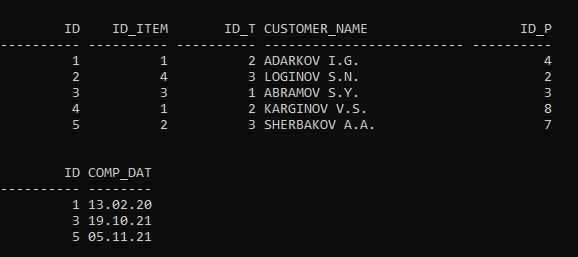 ID ID_ITEM ID_T CUSTOMER_NAME ID_P
---------- ---------- ---------- ------------------------- ----------
1 1 2 ADARKOV I.G. 4
2 4 3 LOGINOV S.N. 2
3 3 1 ABRAMOV S.Y. 3
4 1 2 KARGINOV V.S. 8
5 2 3 SHERBAKOV A.A. 7
ID COMP_DAT
---------- --------
1 13.02.20
3 19.10.21
5 05.11.21